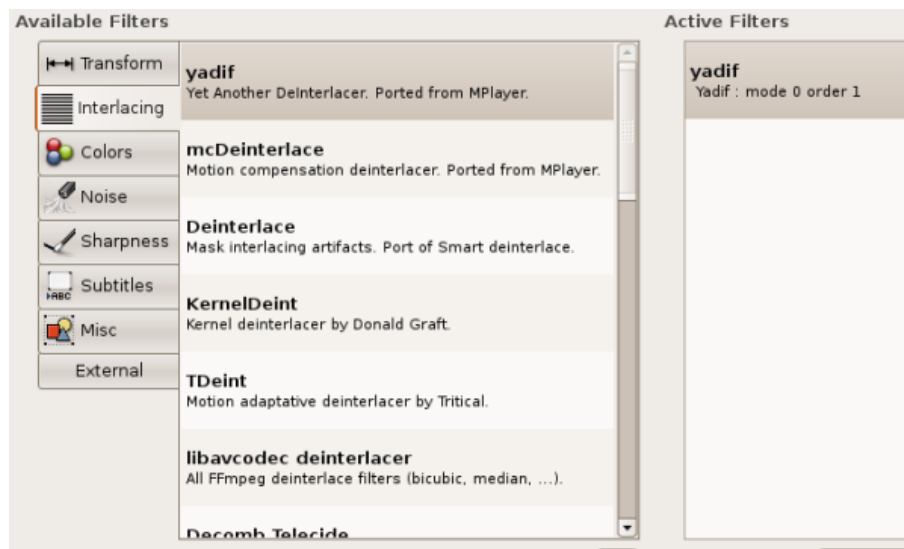 Available Filters
Transform
Interlacing
Colors
Noise
Sharpness
ABC
Subtitles
Misc
External
yadif
Yet Another DeInterlacer. Ported from MPlayer.
mcDeinterlace
Motion compensation deinterlacer. Ported from MPlayer.
Deinterlace
Mask interlacing artifacts. Port of Smart deinterlace.
KernelDeint
Kernel deinterlacer by Donald Graft.
TDeint
Motion adaptative deinterlacer by Tritical.
libavcodec deinterlacer
All FFmpeg deinterlace filters (bicubic, median, ...).
Decomb Telecide
Active Filters
yadif
Yadif : mode 0 order 1